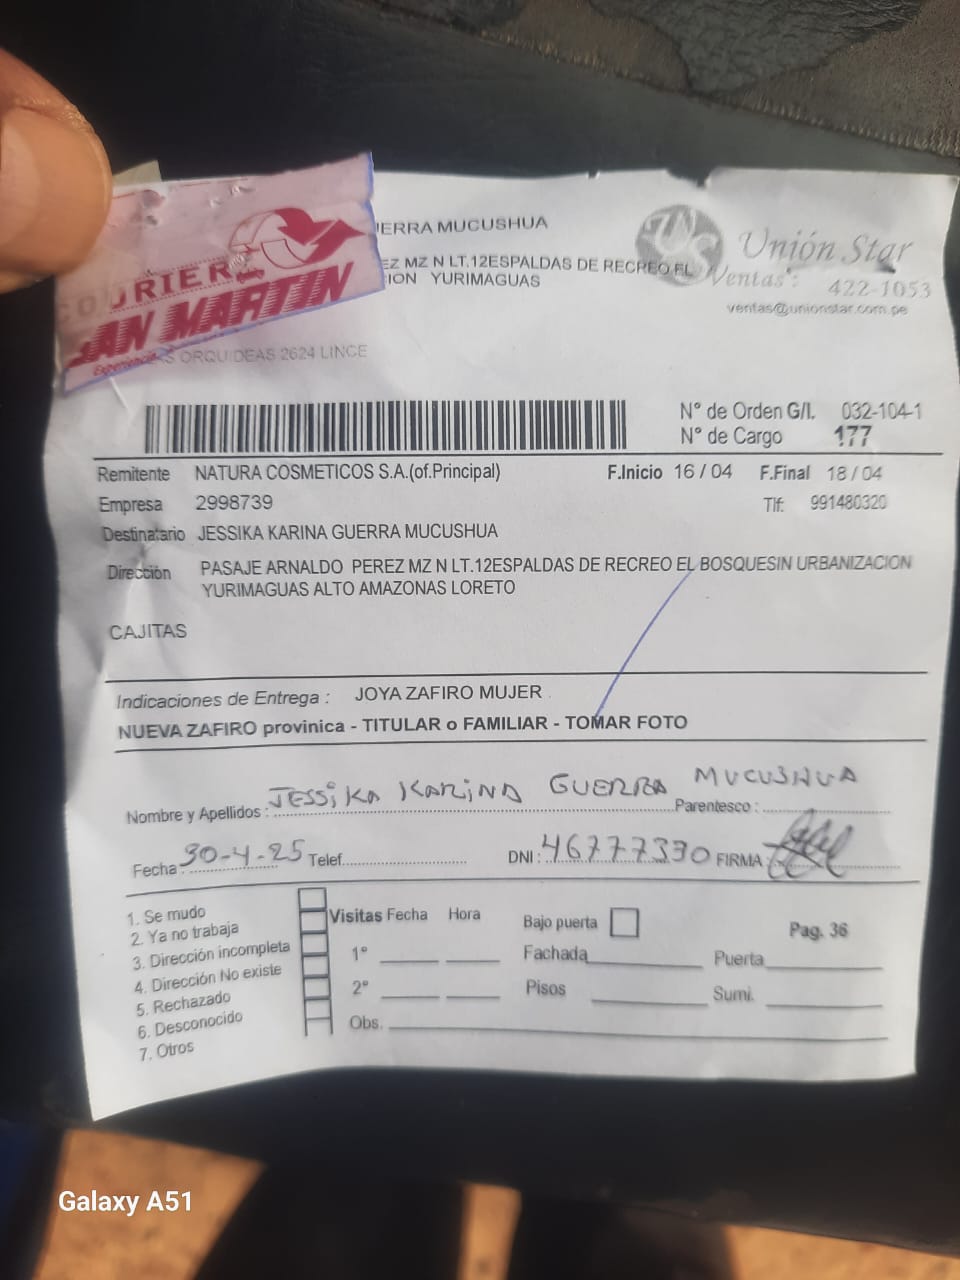 COURIER
SAN MARTIN
Experiencia
ERRA MUCUSHUA
EZ MZ N LT.12ESPALDAS DE RECREO EL
ION YURIMAGUAS
S ORQUIDEAS 2624 LINCE
Unión Star
Ventas: 422-1053
ventas@unionstar.com.pe
N° de Orden G/I. 032-104-1
N° de Cargo 177
Remitente NATURA COSMETICOS S.A.(of.Principal) F.Inicio 16 / 04 F.Final 18 / 04
Empresa 2998739 Tlf: 991480320
Destinatario JESSIKA KARINA GUERRA MUCUSHUA
Dirección PASAJE ARNALDO PEREZ MZ N LT.12ESPALDAS DE RECREO EL BOSQUESIN URBANIZACION
YURIMAGUAS ALTO AMAZONAS LORETO
CAJITAS
Indicaciones de Entrega : JOYA ZAFIRO MUJER
NUEVA ZAFIRO provinica - TITULAR o FAMILIAR - TOMAR FOTO
Nombre y Apellidos : JESSIKA KARINA GUERRA MUCUSHUA Parentesco :
Fecha : 30-4-25 Telef. DNI : 46777330 FIRMA :
1. Se mudo
2. Ya no trabaja
3. Dirección incompleta
4. Dirección No existe
5. Rechazado
6. Desconocido
7. Otros
Visitas Fecha Hora
1°
2°
Obs.
Bajo puerta
Fachada Puerta
Pisos Sumi.
Pag. 36
Galaxy A51